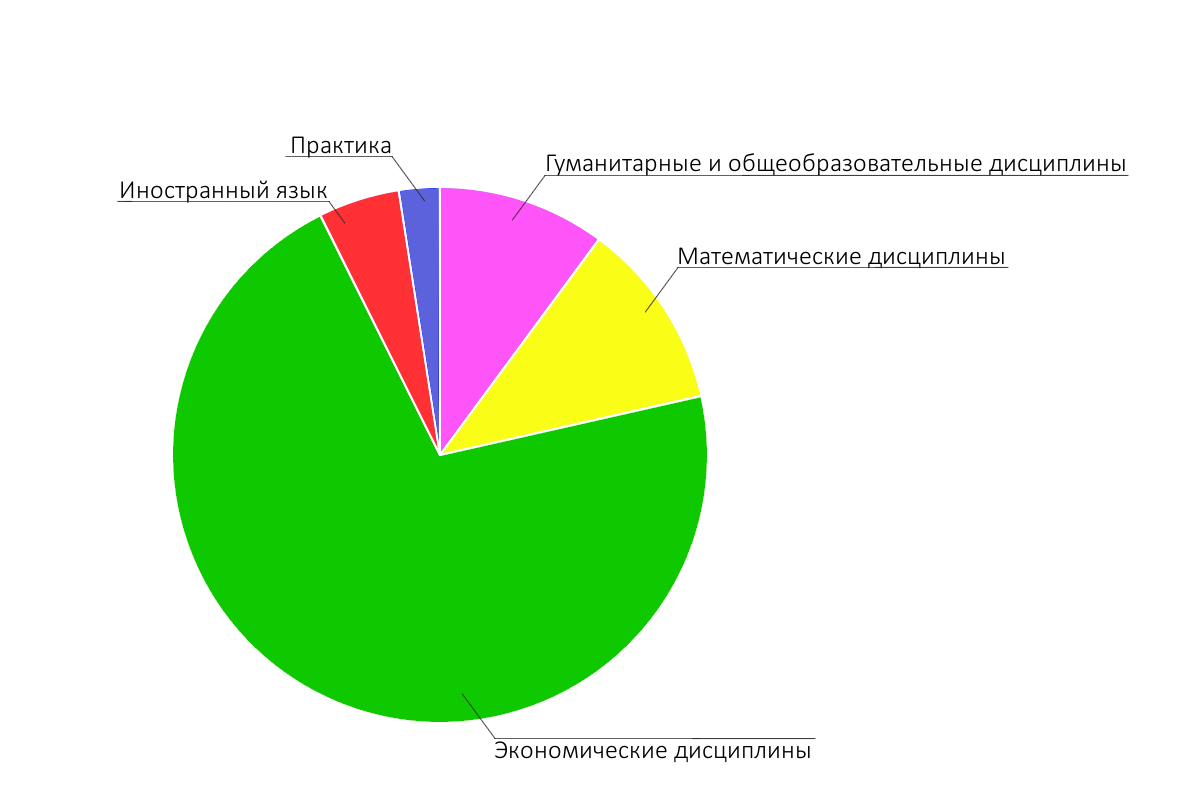 Практика
Гуманитарные и общеобразовательные дисциплины
Иностранный язык
Математические дисциплины
Экономические дисциплины